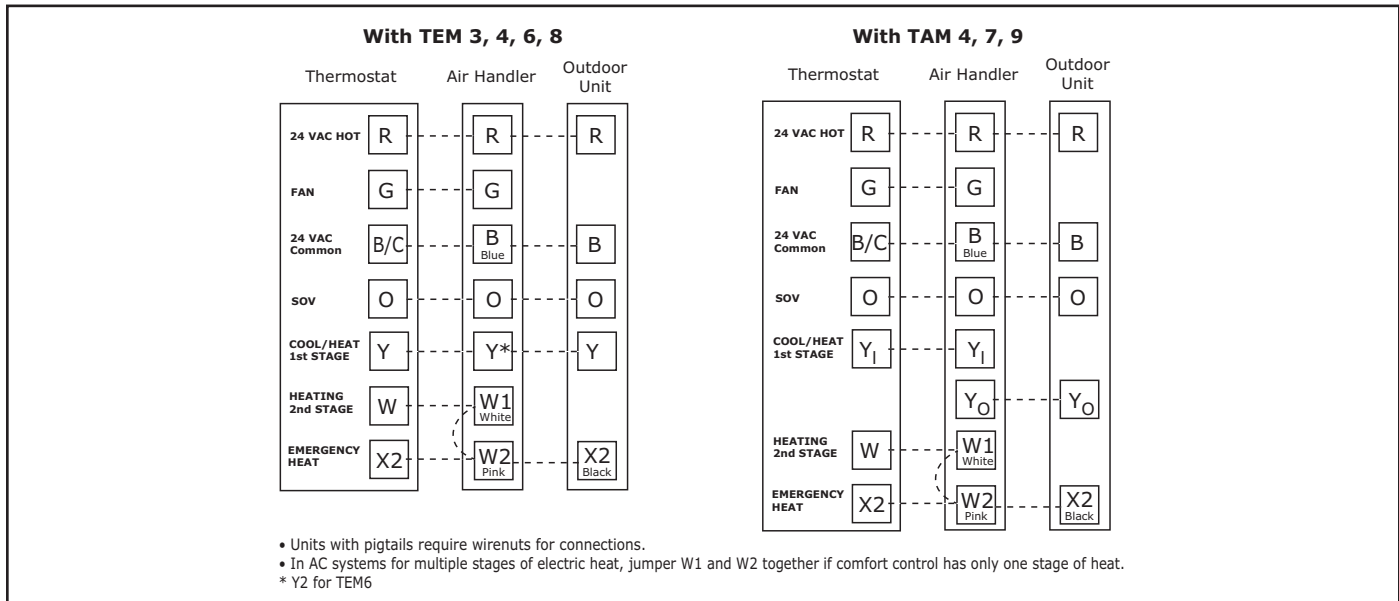 With TEM 3, 4, 6, 8
Thermostat Air Handler Outdoor
Unit
24 VAC HOT R R R
FAN G G
24 VAC
Common B/C B
Blue B
SOV O O O
COOL/HEAT
1st STAGE Y Y* Y
HEATING
2nd STAGE W W1
White
EMERGENCY
HEAT X2 W2
Pink X2
Black
With TAM 4, 7, 9
Thermostat Air Handler Outdoor
Unit
24 VAC HOT R R R
FAN G G
24 VAC
Common B/C B
Blue B
SOV O O O
COOL/HEAT
1st STAGE YI YI
YO YO
HEATING
2nd STAGE W W1
White
EMERGENCY
HEAT X2 W2
Pink X2
Black
• Units with pigtails require wirenuts for connections.
• In AC systems for multiple stages of electric heat, jumper W1 and W2 together if comfort control has only one stage of heat.
* Y2 for TEM6